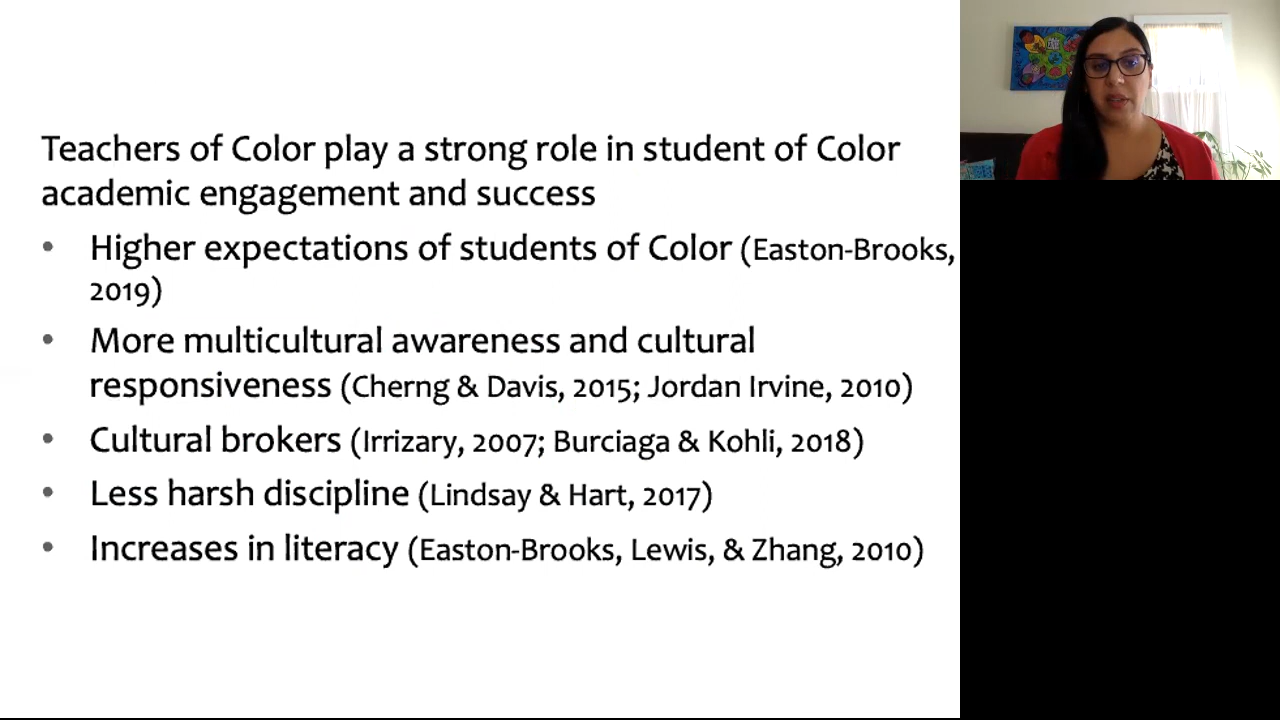 Teachers of Color play a strong role in student of Color
academic engagement and success
• Higher expectations of students of Color (Easton-Brooks,
2019)
• More multicultural awareness and cultural
responsiveness (Cherng & Davis, 2015; Jordan Irvine, 2010)
• Cultural brokers (Irrizary, 2007; Burciaga & Kohli, 2018)
• Less harsh discipline (Lindsay & Hart, 2017)
• Increases in literacy (Easton-Brooks, Lewis, & Zhang, 2010)